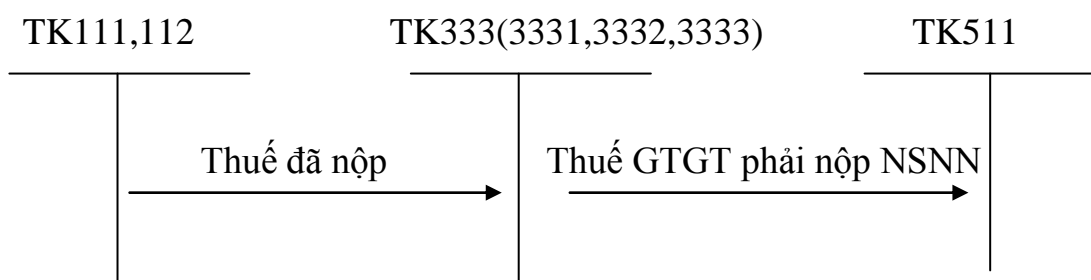 TK111,112 TK333(3331,3332,3333) TK511
Thuế đã nộp Thuế GTGT phải nộp NSNN